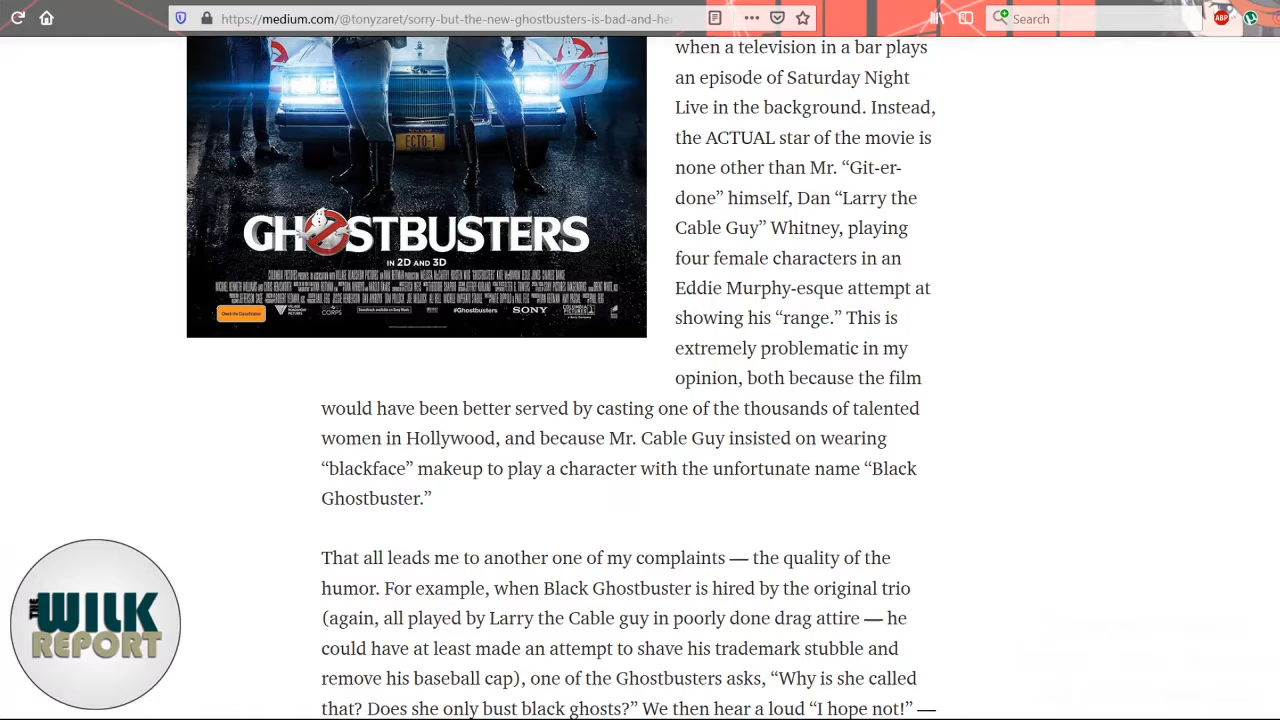 https://medium.com/@tonyzaret/sorry-but-the-new-ghostbusters-is-bad-and-he
Search
ABP
when a television in a bar plays
an episode of Saturday Night
Live in the background. Instead,
the ACTUAL star of the movie is
none other than Mr. “Git-er-
done” himself, Dan “Larry the
Cable Guy” Whitney, playing
four female characters in an
Eddie Murphy-esque attempt at
showing his “range.” This is
extremely problematic in my
opinion, both because the film
ECTO-1
GHOSTBUSTERS
IN 2D AND 3D
#Ghostbusters
SONY
would have been better served by casting one of the thousands of talented
women in Hollywood, and because Mr. Cable Guy insisted on wearing
“blackface” makeup to play a character with the unfortunate name “Black
Ghostbuster.”
That all leads me to another one of my complaints — the quality of the
humor. For example, when Black Ghostbuster is hired by the original trio
(again, all played by Larry the Cable guy in poorly done drag attire — he
could have at least made an attempt to shave his trademark stubble and
remove his baseball cap), one of the Ghostbusters asks, “Why is she called
that? Does she only bust black ghosts?” We then hear a loud “I hope not!” —
THE
WILK
REPORT